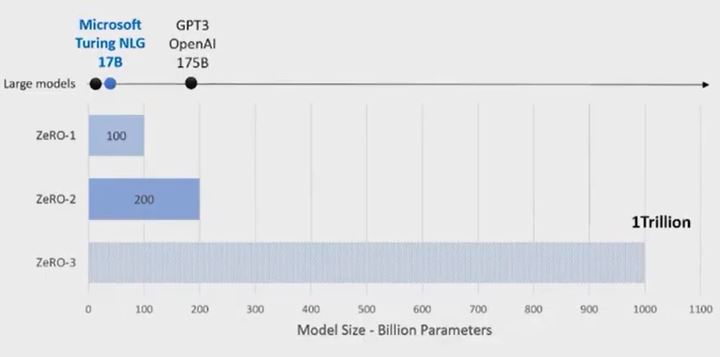 Microsoft
Turing NLG
17B
GPT3
OpenAI
175B
Large models
ZeRO-1
100
ZeRO-2
200
1Trillion
ZeRO-3
0 100 200 300 400 500 600 700 800 900 1000 1100
Model Size - Billion Parameters